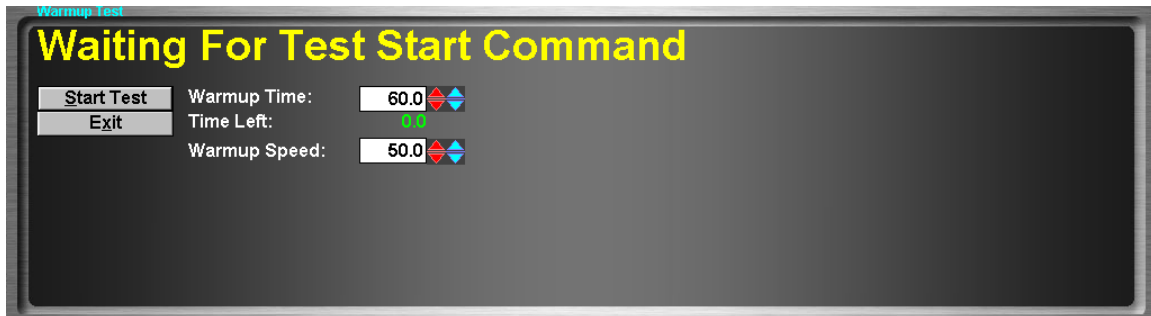 Warmup Test
Waiting For Test Start Command
Start Test Warmup Time: 60.0
Exit Time Left: 0.0
Warmup Speed: 50.0